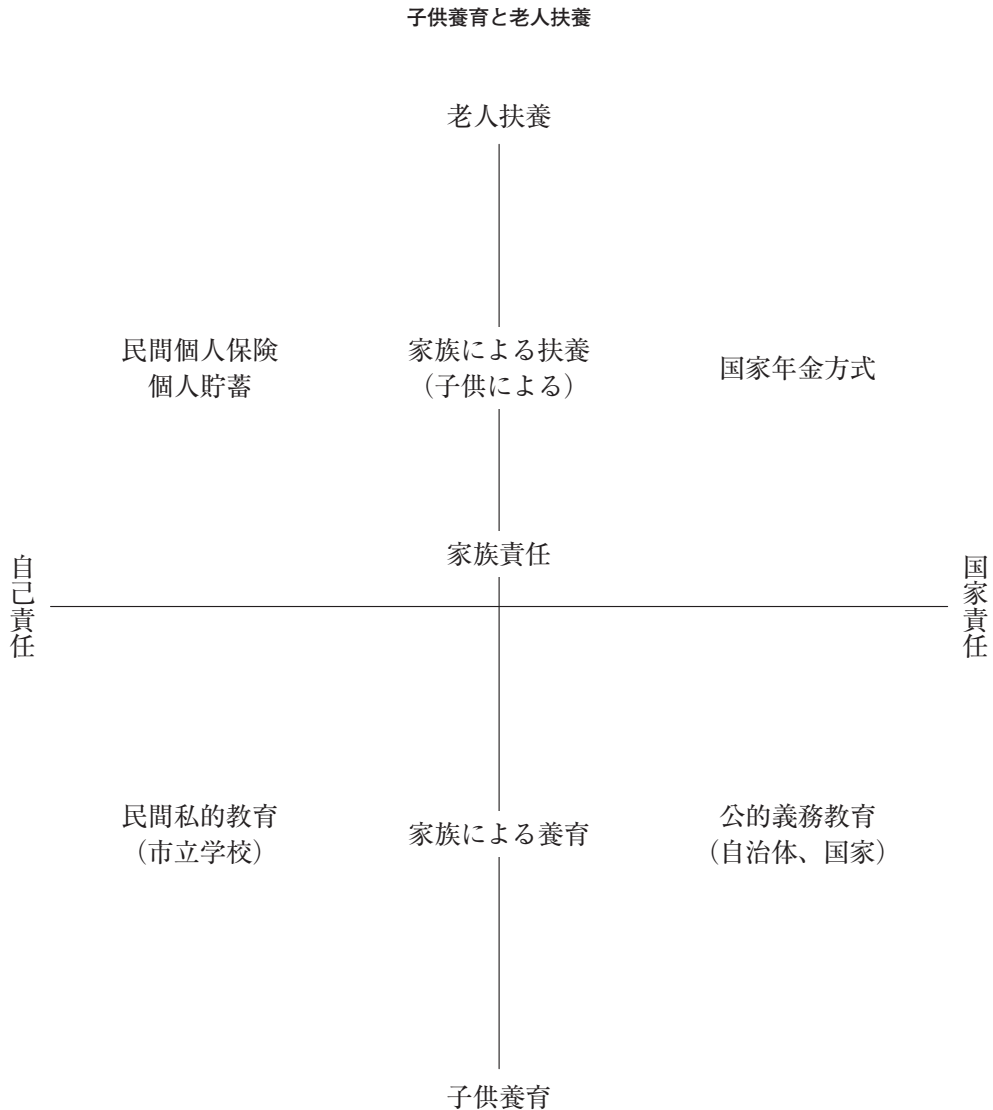 子供養育と老人扶養
老人扶養
民間個人保険
個人貯蓄
家族による扶養
（子供による）
国家年金方式
家族責任
自己責任
国家責任
民間私的教育
（市立学校）
家族による養育
公的義務教育
（自治体、国家）
子供養育